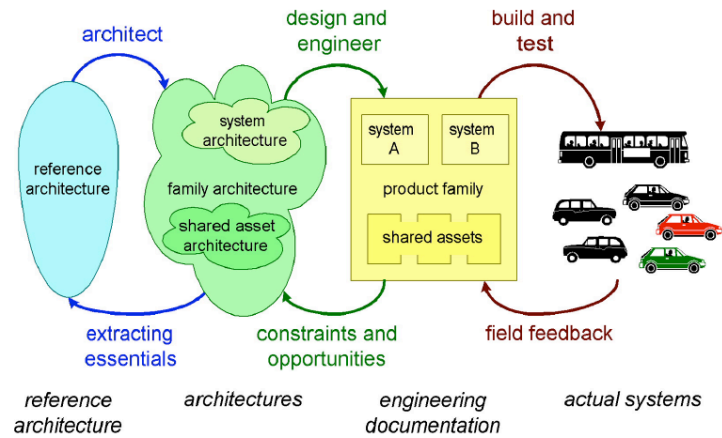 architect
design and
engineer
build and
test
reference
architecture
system
architecture
family architecture
shared asset
architecture
system
A
system
B
product family
shared assets
extracting
essentials
constraints and
opportunities
field feedback
reference
architecture
architectures
engineering
documentation
actual systems